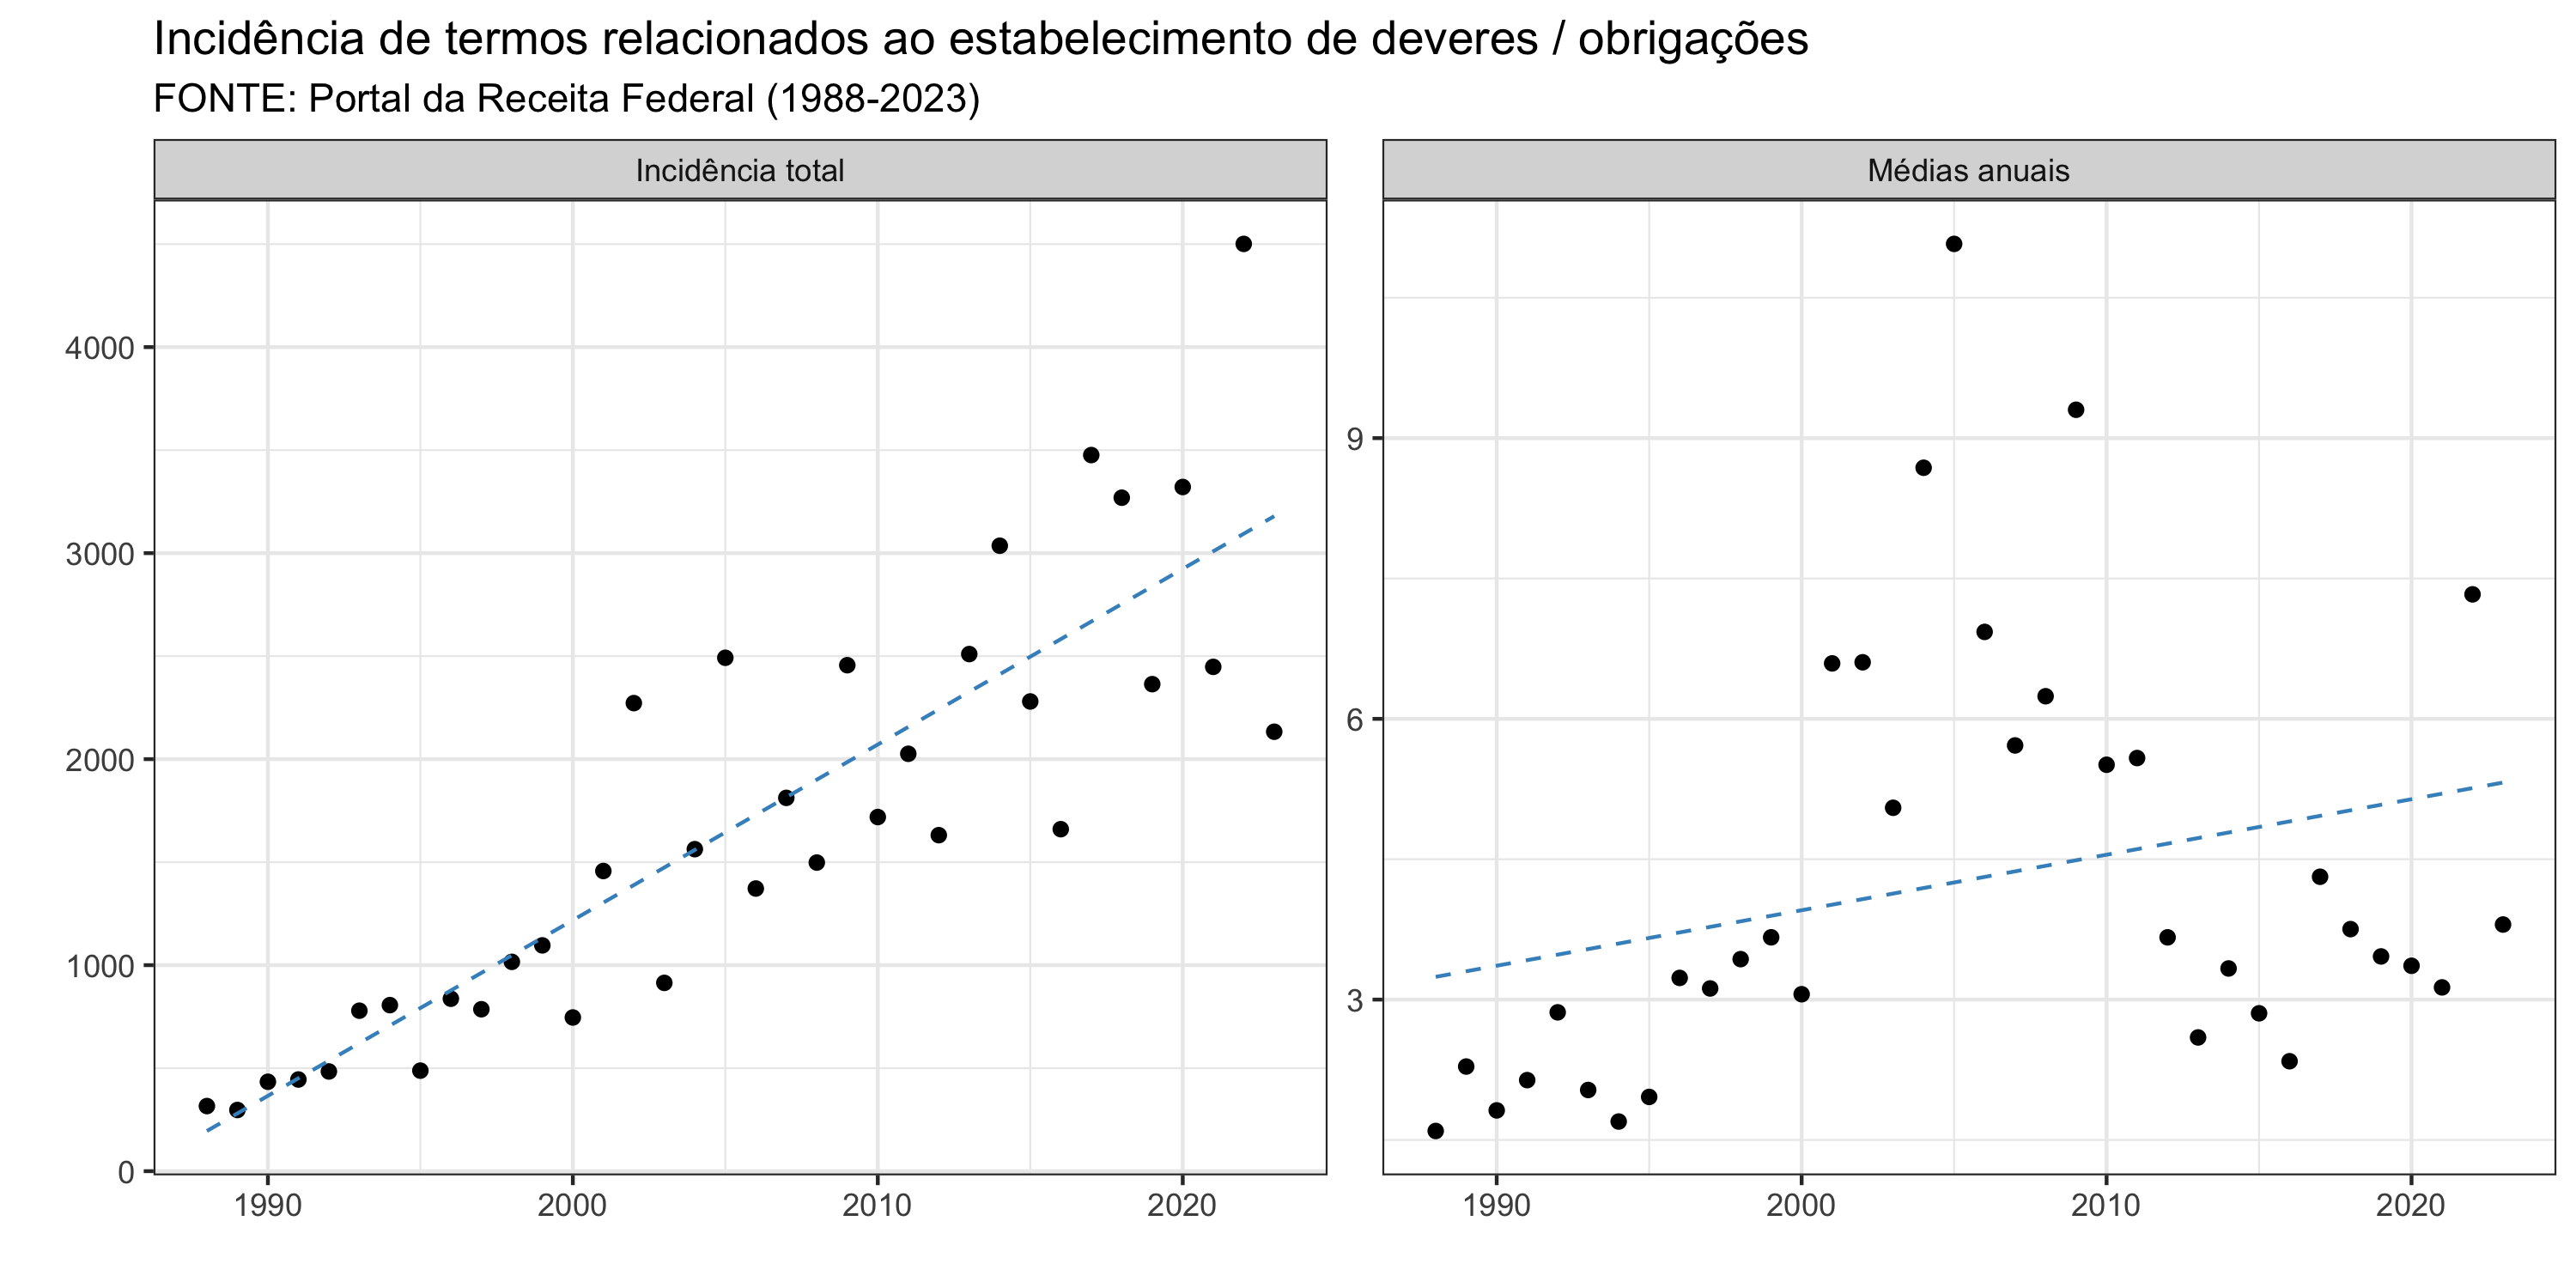 Incidência de termos relacionados ao estabelecimento de deveres / obrigações
FONTE: Portal da Receita Federal (1988-2023)
Incidência total
Médias anuais
4000
3000
2000
1000
0
1990 2000 2010 2020
9
6
3
1990 2000 2010 2020